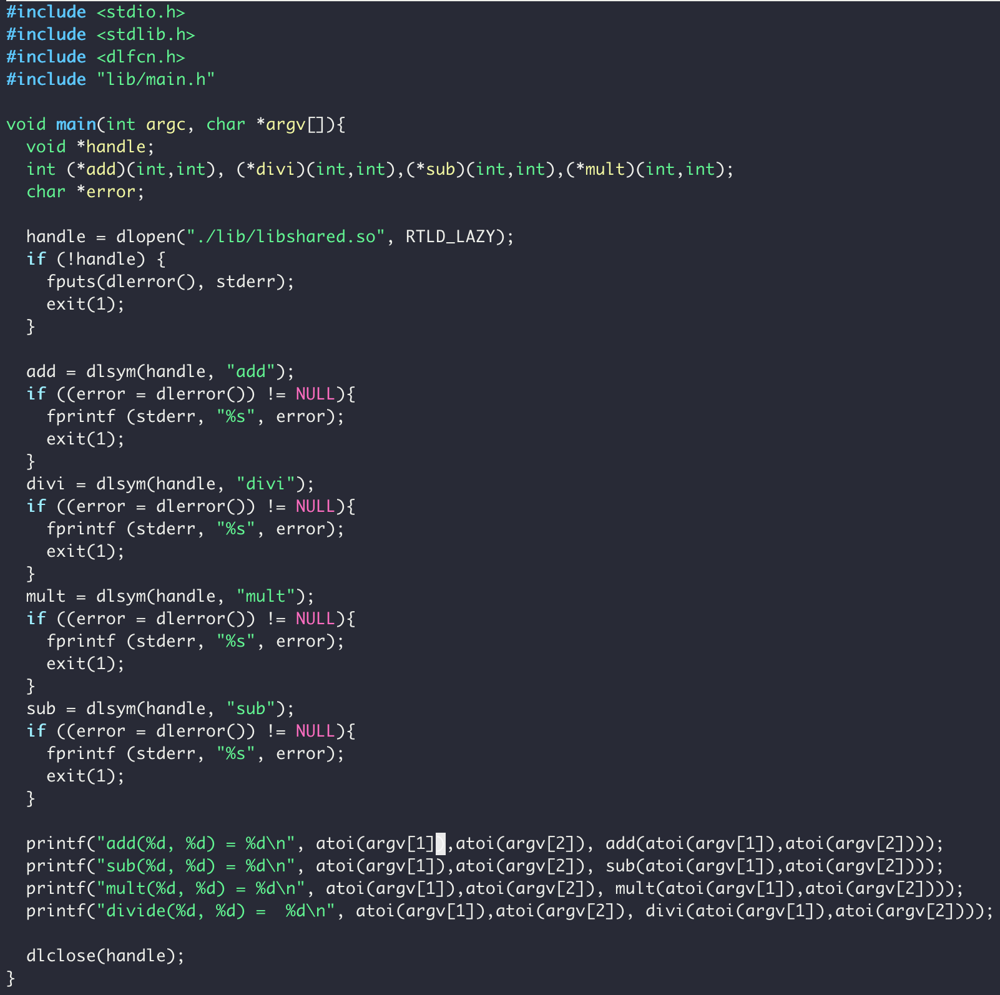 #include <stdio.h>
#include <stdlib.h>
#include <dlfcn.h>
#include "lib/main.h"

void main(int argc, char *argv[]){
  void *handle;
  int (*add)(int,int), (*divi)(int,int),(*sub)(int,int),(*mult)(int,int);
  char *error;

  handle = dlopen("./lib/libshared.so", RTLD_LAZY);
  if (!handle) {
    fputs(dlerror(), stderr);
    exit(1);
  }

  add = dlsym(handle, "add");
  if ((error = dlerror()) != NULL){
    fprintf (stderr, "%s", error);
    exit(1);
  }
  divi = dlsym(handle, "divi");
  if ((error = dlerror()) != NULL){
    fprintf (stderr, "%s", error);
    exit(1);
  }
  mult = dlsym(handle, "mult");
  if ((error = dlerror()) != NULL){
    fprintf (stderr, "%s", error);
    exit(1);
  }
  sub = dlsym(handle, "sub");
  if ((error = dlerror()) != NULL){
    fprintf (stderr, "%s", error);
    exit(1);
  }

  printf("add(%d, %d) = %d\n", atoi(argv[1]),atoi(argv[2]), add(atoi(argv[1]),atoi(argv[2])));
  printf("sub(%d, %d) = %d\n", atoi(argv[1]),atoi(argv[2]), sub(atoi(argv[1]),atoi(argv[2])));
  printf("mult(%d, %d) = %d\n", atoi(argv[1]),atoi(argv[2]), mult(atoi(argv[1]),atoi(argv[2])));
  printf("divide(%d, %d) =  %d\n", atoi(argv[1]),atoi(argv[2]), divi(atoi(argv[1]),atoi(argv[2])));

  dlclose(handle);
}